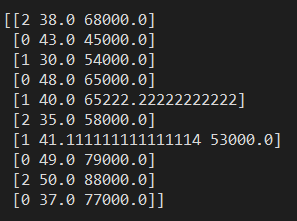 [[2 38.0 68000.0]
[0 43.0 45000.0]
[1 30.0 54000.0]
[0 48.0 65000.0]
[1 40.0 65222.22222222222]
[2 35.0 58000.0]
[1 41.111111111111114 53000.0]
[0 49.0 79000.0]
[2 50.0 88000.0]
[0 37.0 77000.0]]